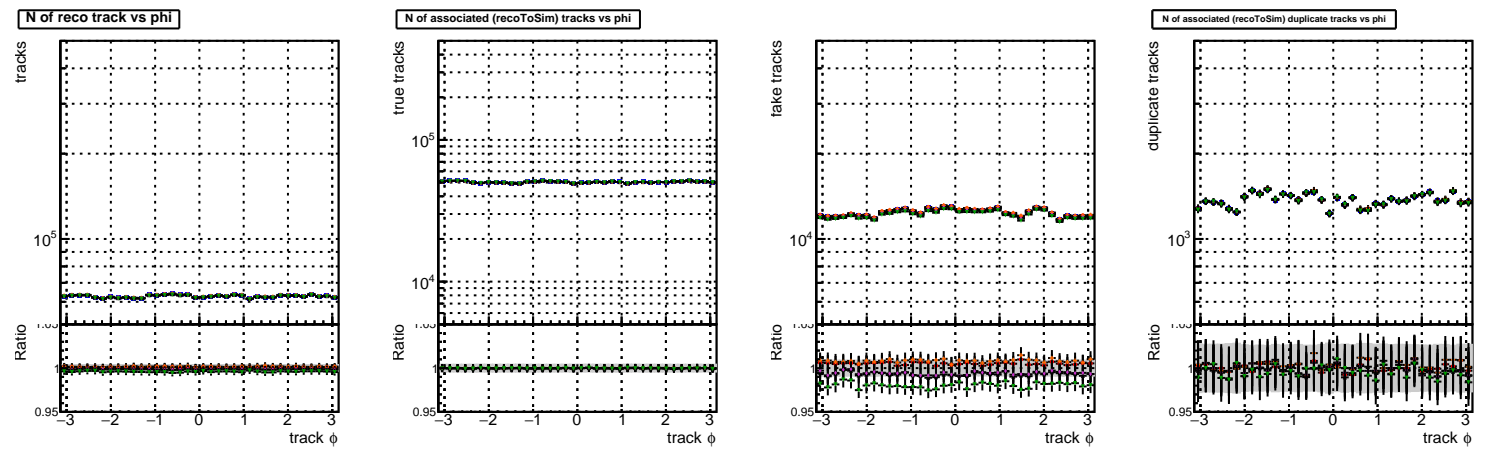 N of reco track vs phi
tracks
10^5
Ratio
1
0.95
−3 −2 −1 0 1 2 3
track ϕ
N of associated (recoToSim) tracks vs phi
true tracks
10^5
10^4
Ratio
1
0.95
−3 −2 −1 0 1 2 3
track ϕ
fake tracks
10^4
Ratio
1
0.95
−3 −2 −1 0 1 2 3
track ϕ
N of associated (recoToSim) duplicate tracks vs phi
duplicate tracks
10^3
Ratio
1
0.95
−3 −2 −1 0 1 2 3
track ϕ